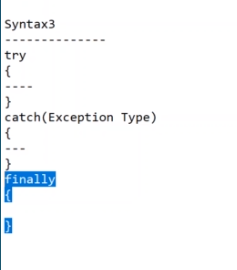 Syntax3
--------------
try
{
----
}
catch(Exception Type)
{
---
}
finally
{
}